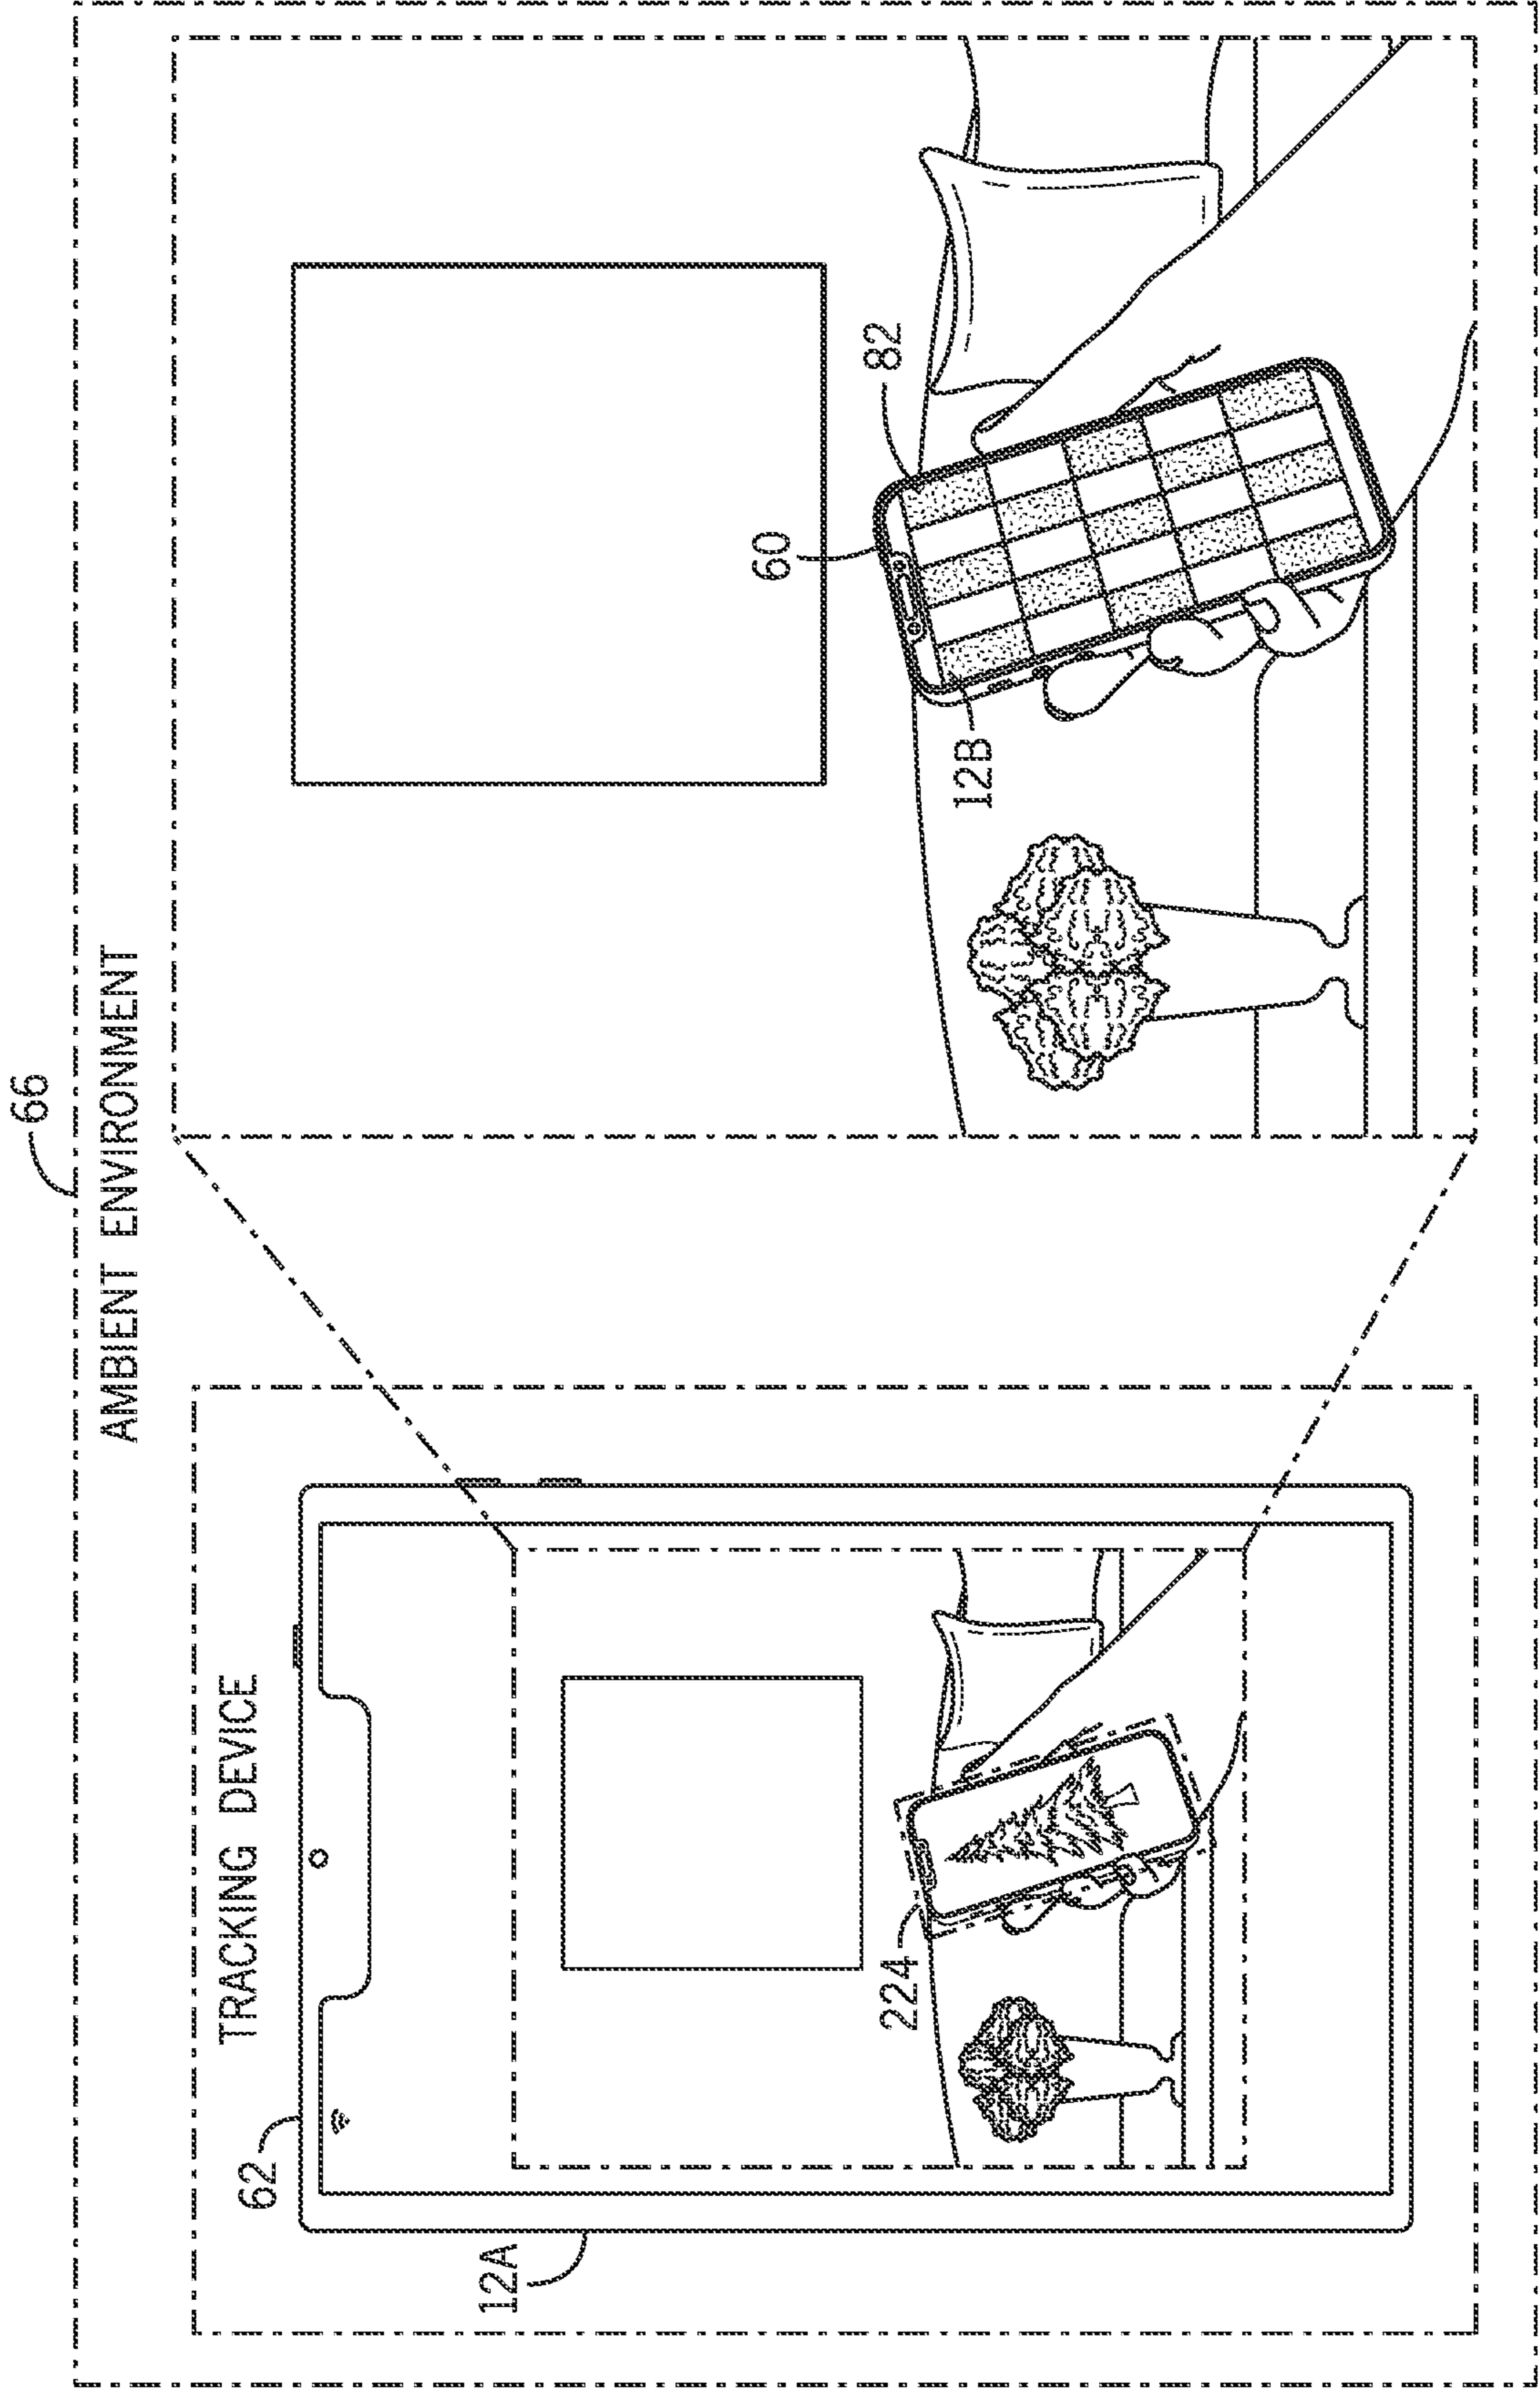 66
AMBIENT ENVIRONMENT
62
TRACKING DEVICE
12A
224
60
82
12B